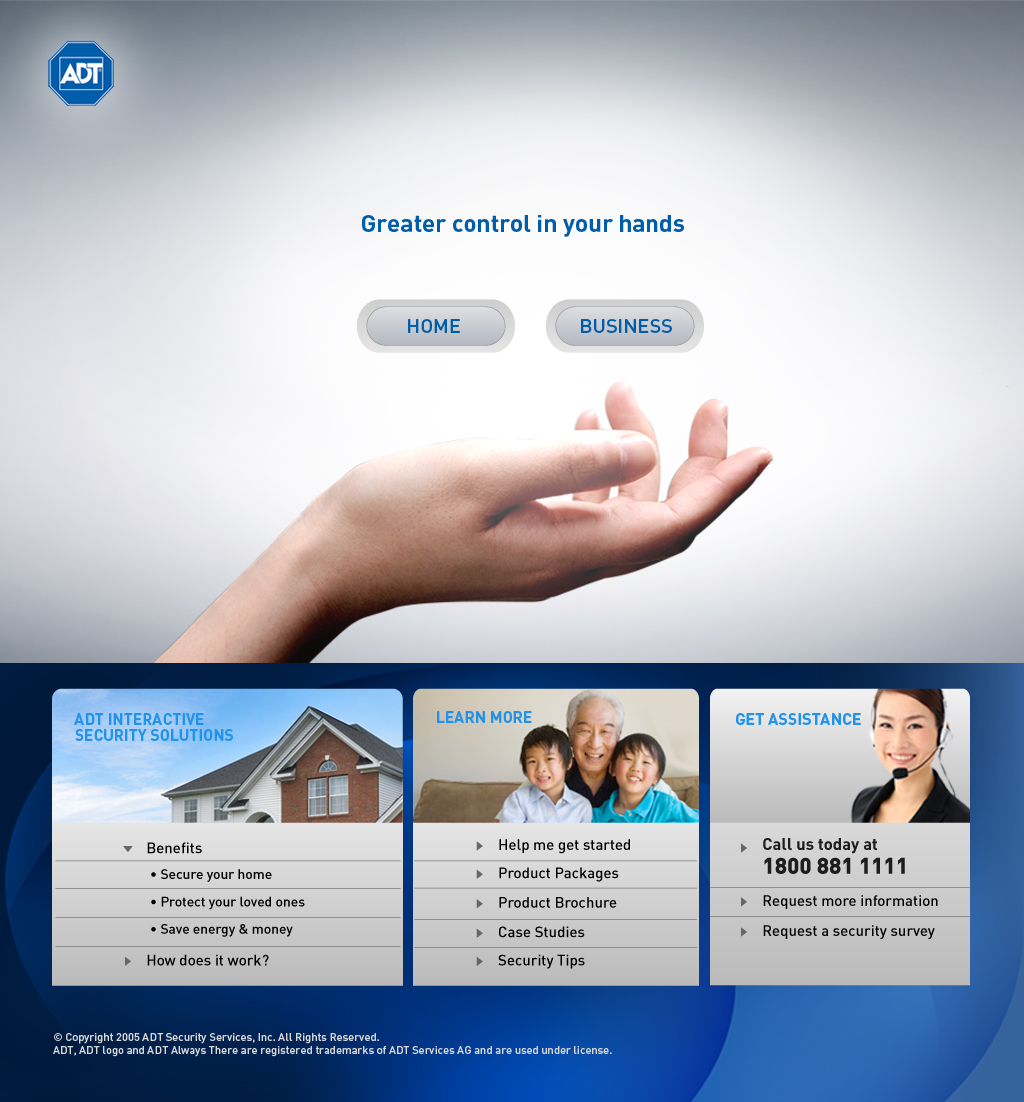 ADT
Greater control in your hands
HOME
BUSINESS
ADT INTERACTIVE
SECURITY SOLUTIONS
Benefits
• Secure your home
• Protect your loved ones
• Save energy & money
How does it work?
LEARN MORE
Help me get started
Product Packages
Product Brochure
Case Studies
Security Tips
GET ASSISTANCE
Call us today at
1800 881 1111
Request more information
Request a security survey
© Copyright 2005 ADT Security Services, Inc. All Rights Reserved.
ADT, ADT logo and ADT Always There are registered trademarks of ADT Services AG and are used under license.